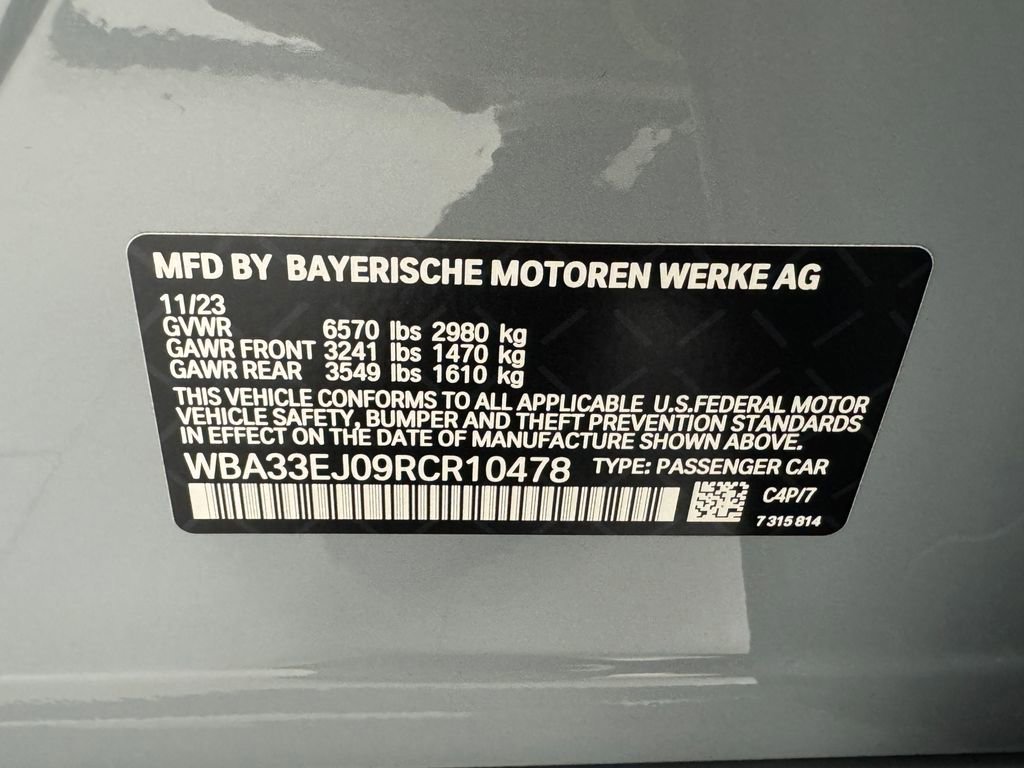 MFD BY BAYERISCHE MOTOREN WERKE AG
11/23
GVWR 6570 lbs 2980 kg
GAWR FRONT 3241 lbs 1470 kg
GAWR REAR 3549 lbs 1610 kg
THIS VEHICLE CONFORMS TO ALL APPLICABLE U.S.FEDERAL MOTOR
VEHICLE SAFETY, BUMPER AND THEFT PREVENTION STANDARDS
IN EFFECT ON THE DATE OF MANUFACTURE SHOWN ABOVE.
WBA33EJ09RCR10478 TYPE: PASSENGER CAR
C4P/7
7 315 814